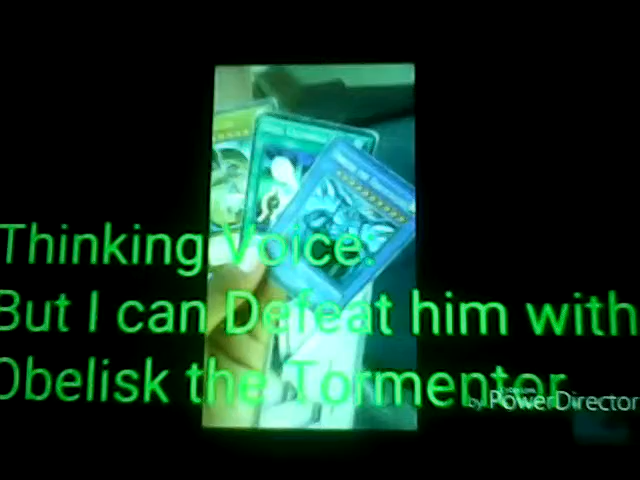 Thinking Voice:
But I can Defeat him with
Obelisk the Tormentor
by PowerDirector